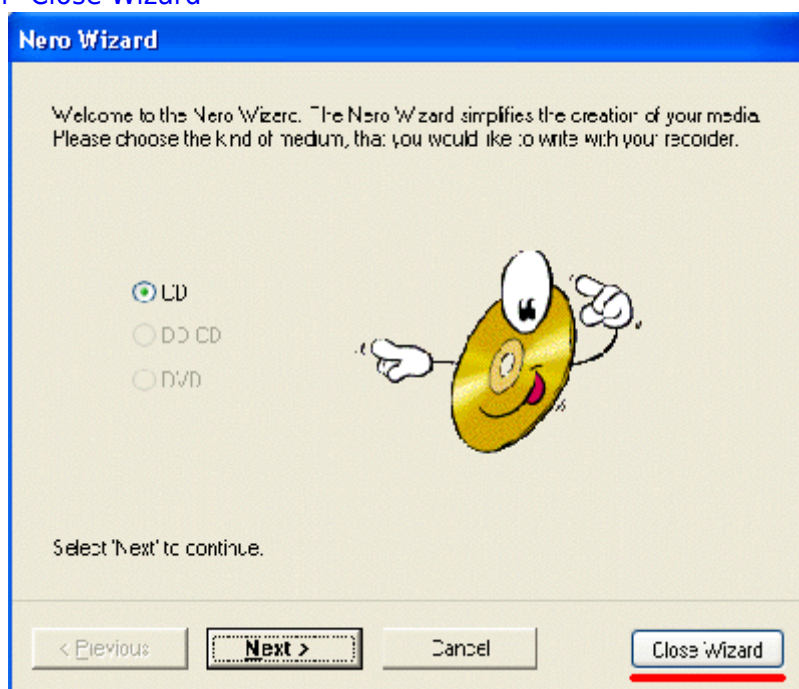 Close Wizard
Nero Wizard
Welcome to the Nero Wizard. The Nero Wizard simplifies the creation of your media.
Please choose the kind of medium, that you would like to write with your recorder.
CD
DD CD
DVD
Select 'Next' to continue.
< Previous Next > Cancel Close Wizard